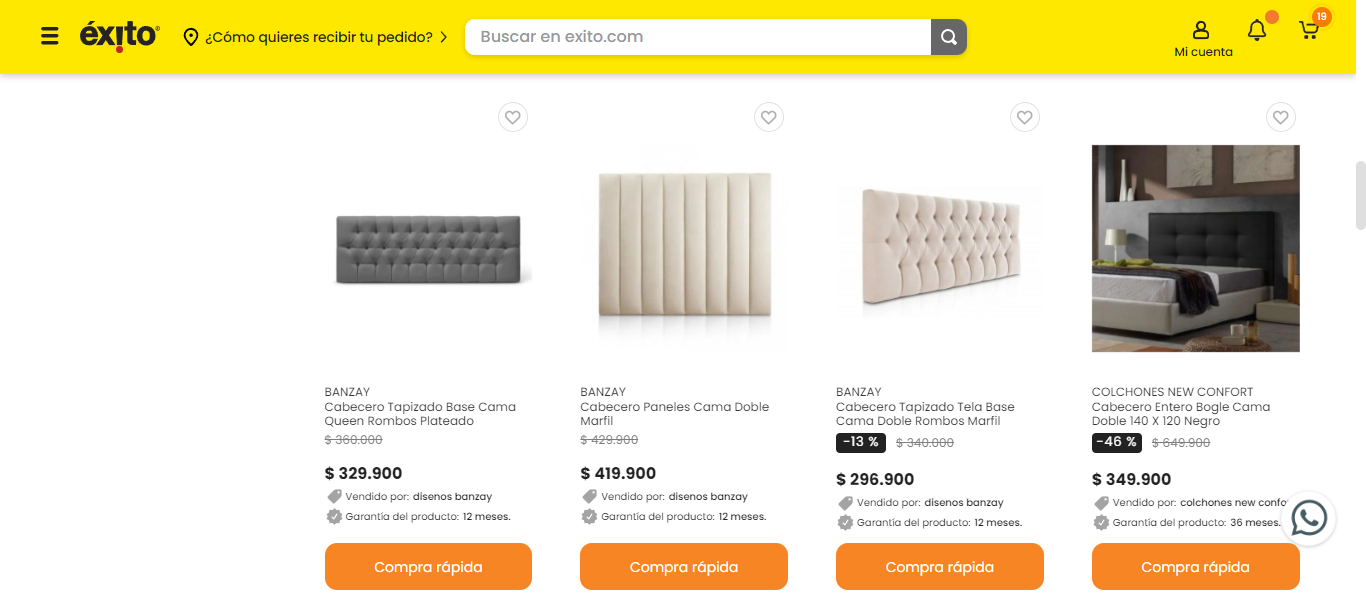 éxito
¿Cómo quieres recibir tu pedido?
Buscar en exito.com
Mi cuenta
19
BANZAY
Cabecero Tapizado Base Cama
Queen Rombos Plateado
$ 360.000
$ 329.900
Vendido por: disenos banzay
Garantía del producto: 12 meses.
Compra rápida
BANZAY
Cabecero Paneles Cama Doble
Marfil
$ 429.900
$ 419.900
Vendido por: disenos banzay
Garantía del producto: 12 meses.
Compra rápida
BANZAY
Cabecero Tapizado Tela Base
Cama Doble Rombos Marfil
-13 % $ 340.000
$ 296.900
Vendido por: disenos banzay
Garantía del producto: 12 meses.
Compra rápida
COLCHONES NEW CONFORT
Cabecero Entero Bogle Cama
Doble 140 X 120 Negro
-46 % $ 649.900
$ 349.900
Vendido por: colchones new
Garantía del producto: 36 meses.
Compra rápida